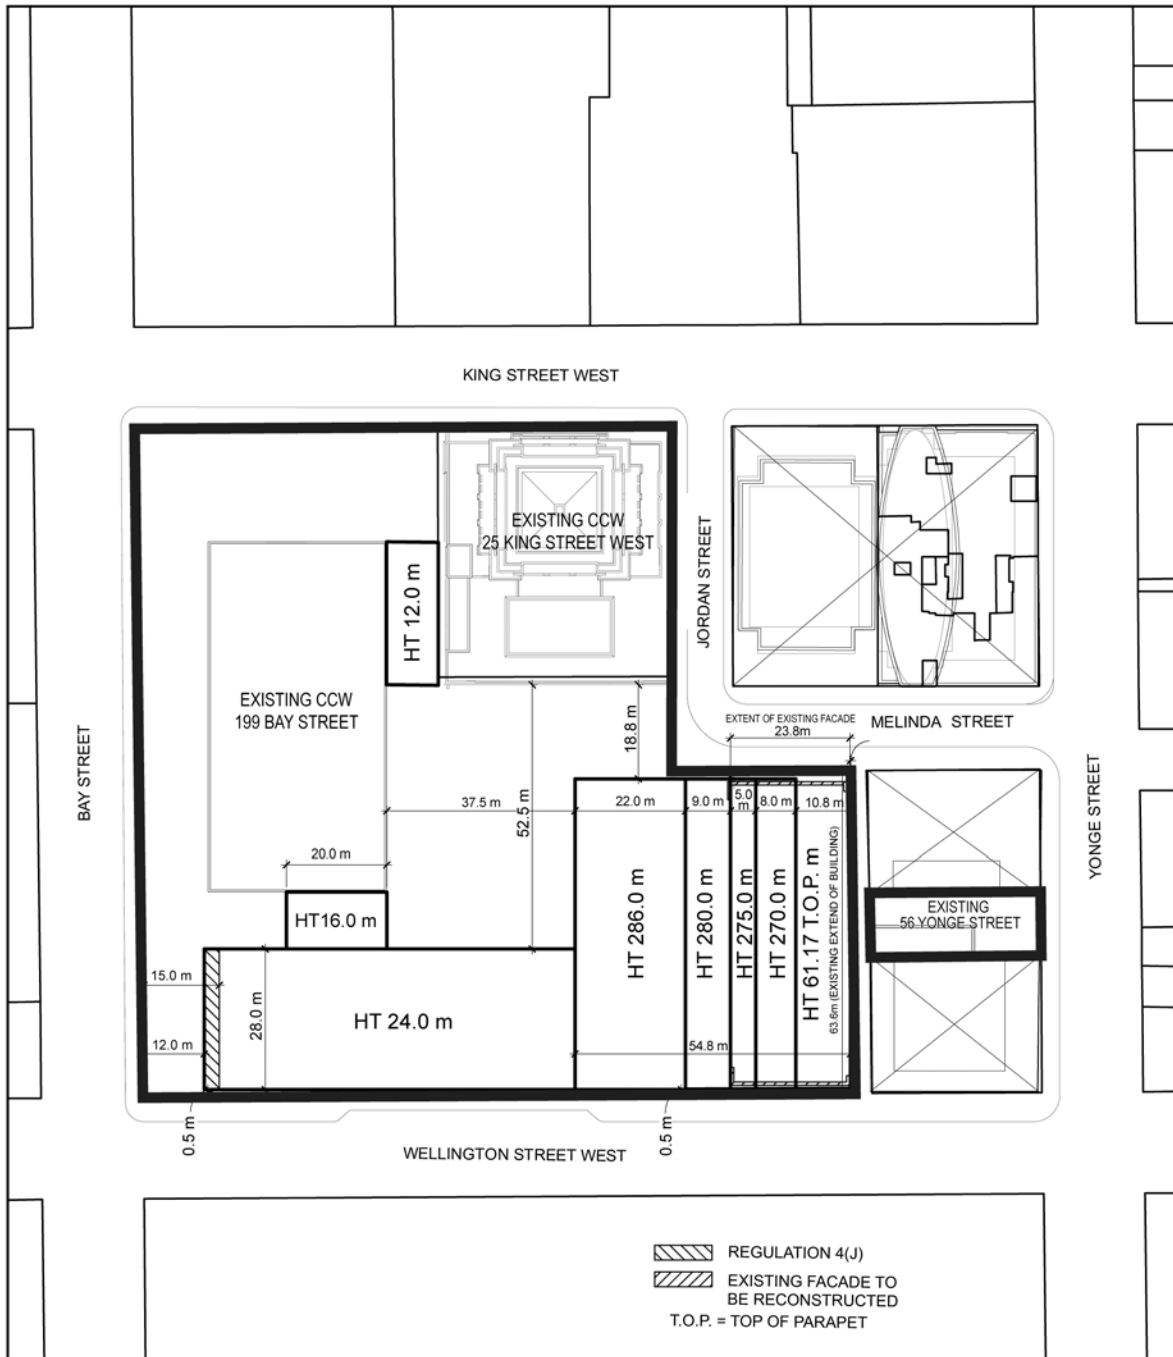 KING STREET WEST
EXISTING CCW
25 KING STREET WEST
JORDAN STREET
HT 12.0 m
EXISTING CCW
199 BAY STREET
BAY STREET
EXTENT OF EXISTING FACADE
23.8m
MELINDA STREET
YONGE STREET
18.8 m
52.5 m
37.5 m
22.0 m
9.0 m
5.0
m
8.0 m
10.8 m
20.0 m
HT16.0 m
HT 286.0 m
HT 280.0 m
HT 275.0 m
HT 270.0 m
HT 61.17 T.O.P. m
63.6m (EXISTING EXTEND OF BUILDING)
EXISTING
56 YONGE STREET
15.0 m
12.0 m
28.0 m
HT 24.0 m
54.8 m
0.5 m
0.5 m
WELLINGTON STREET WEST
REGULATION 4(J)
EXISTING FACADE TO
BE RECONSTRUCTED
T.O.P. = TOP OF PARAPET